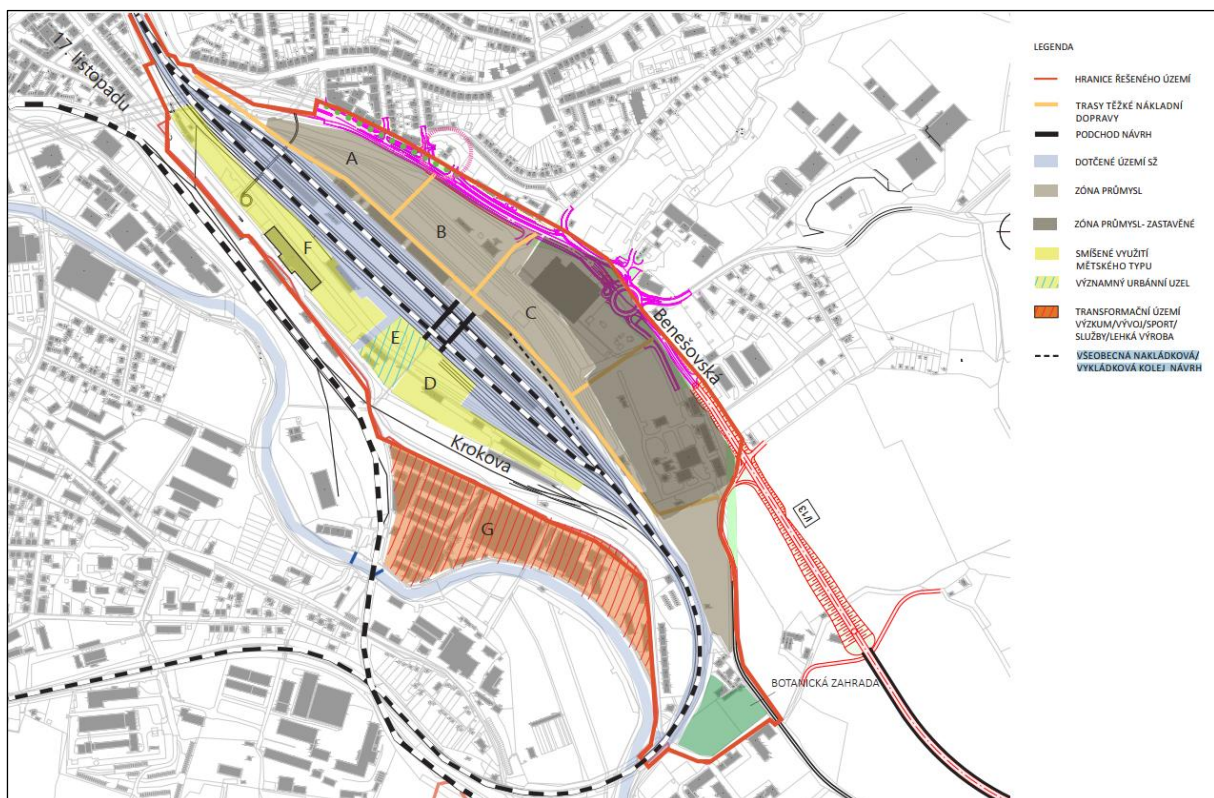 17. listopadu
A
B
C
F
E
D
G
6
Benešovská
Krokova
I/13
BOTANICKÁ ZAHRADA
LEGENDA
HRANICE ŘEŠENÉHO ÚZEMÍ
TRASY TĚŽKÉ NÁKLADNÍ
DOPRAVY
PODCHOD NÁVRH
DOTČENÉ ÚZEMÍ SŽ
ZÓNA PRŮMYSL
ZÓNA PRŮMYSL- ZASTAVĚNÉ
SMÍŠENÉ VYUŽITÍ
MĚTSKÉHO TYPU
VÝZNAMNÝ URBÁNNÍ UZEL
TRANSFORMAČNÍ ÚZEMÍ
VÝZKUM/VÝVOJ/SPORT/
SLUŽBY/LEHKÁ VÝROBA
VŠEOBECNÁ NAKLÁDKOVÁ/
VYKLÁDKOVÁ KOLEJ NÁVRH